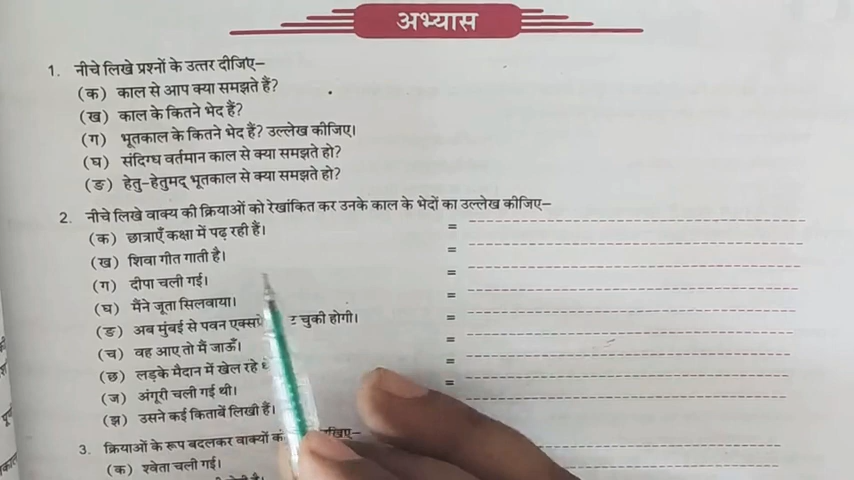 अभ्यास
1. नीचे लिखे प्रश्नों के उत्तर दीजिए–
(क) काल से आप क्या समझते हैं?
(ख) काल के कितने भेद हैं?
(ग) भूतकाल के कितने भेद हैं? उल्लेख कीजिए।
(घ) संदिग्ध वर्तमान काल से क्या समझते हो?
(ङ) हेतु-हेतुमद् भूतकाल से क्या समझते हो?
2. नीचे लिखे वाक्य की क्रियाओं को रेखांकित कर उनके काल के भेदों का उल्लेख कीजिए–
(क) छात्राएँ कक्षा में पढ़ रही हैं। =
(ख) शिवा गीत गाती है। =
(ग) दीपा चली गई। =
(घ) मैंने जूता सिलवाया। =
(ङ) अब मुंबई से पवन चुकी होगी। =
(च) वह आए तो मैं जाऊँ। =
(छ) लड़के मैदान में खेल रहे =
(ज) अंगूरी चली गई थी। =
(झ) उसने कई किताबें लिखी हैं।
3. क्रियाओं के रूप बदलकर वाक्यों
(क) श्वेता चली गई।